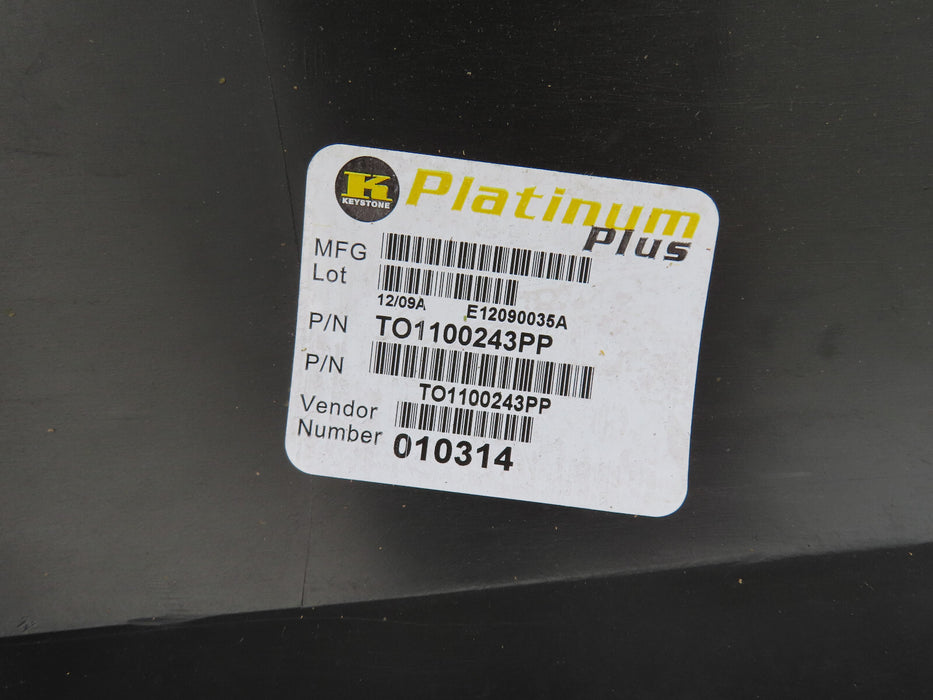 K
KEYSTONE
Platinum
Plus
MFG
Lot
12/09A E12090035A
P/N TO1100243PP
P/N
TO1100243PP
Vendor
Number 010314